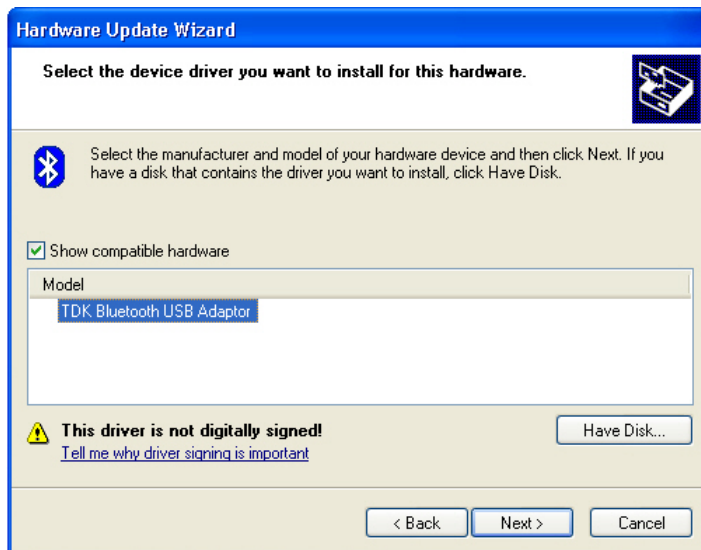 Hardware Update Wizard
Select the device driver you want to install for this hardware.
Select the manufacturer and model of your hardware device and then click Next. If you
have a disk that contains the driver you want to install, click Have Disk.
Show compatible hardware
Model
TDK Bluetooth USB Adaptor
This driver is not digitally signed!
Tell me why driver signing is important
Have Disk...
< Back
Next >
Cancel